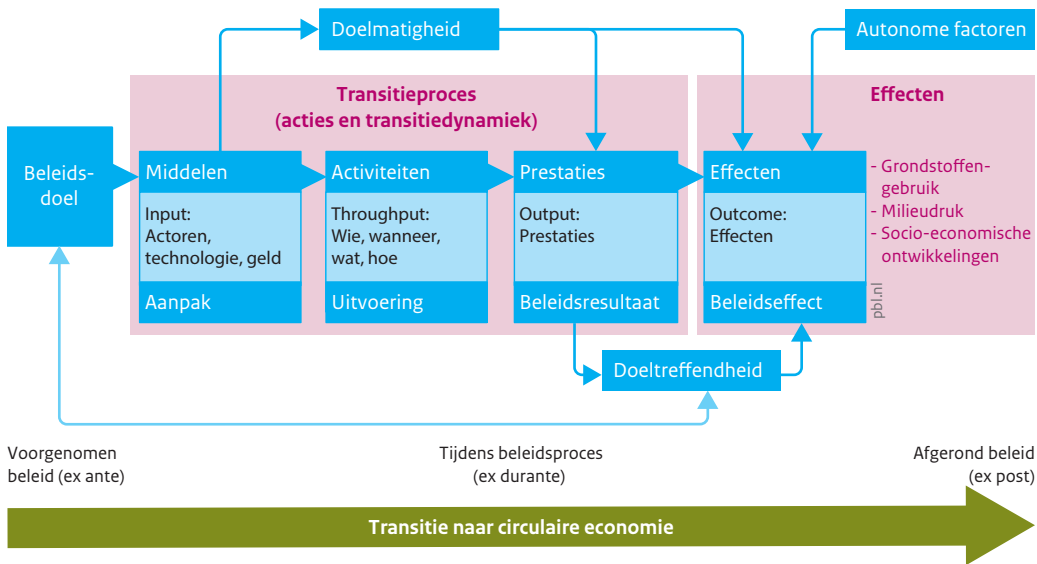 Doelmatigheid
Autonome factoren
Transitieproces
(acties en transitiedynamiek)
Effecten
Beleids-
doel
Middelen
Input:
Actoren,
technologie, geld
Aanpak
Activiteiten
Throughput:
Wie, wanneer,
wat, hoe
Uitvoering
Prestaties
Output:
Prestaties
Beleidsresultaat
Effecten
Outcome:
Effecten
Beleidseffect
- Grondstoffen-
gebruik
- Milieudruk
- Socio-economische
ontwikkelingen
pbl.nl
Doeltreffendheid
Voorgenomen
beleid (ex ante)
Tijdens beleidsproces
(ex durante)
Afgerond beleid
(ex post)
Transitie naar circulaire economie